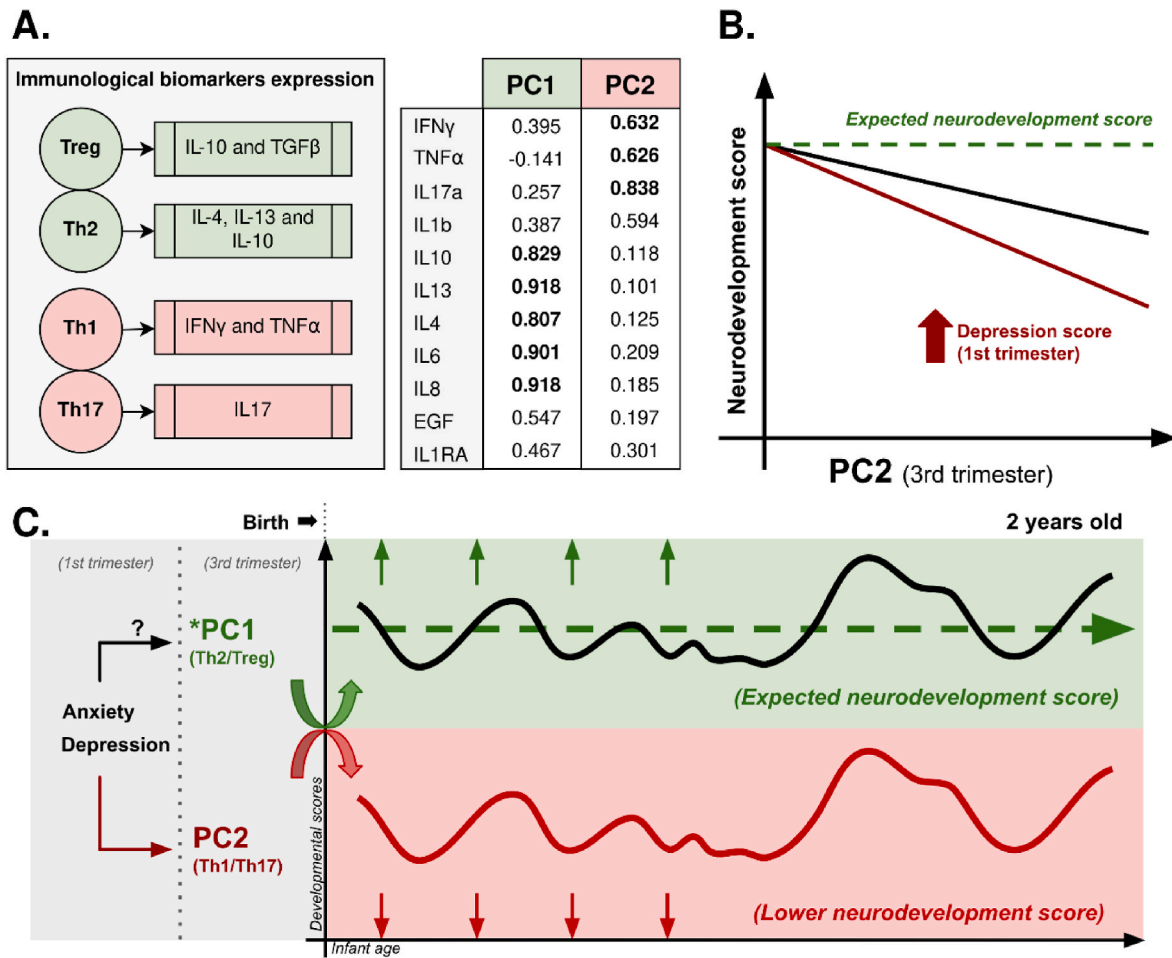 A.
Immunological biomarkers expression
Treg
IL-10 and TGFβ
Th2
IL-4, IL-13 and
IL-10
Th1
IFNγ and TNFα
Th17
IL17
PC1 PC2
IFNγ 0.395 0.632
TNFα -0.141 0.626
IL17a 0.257 0.838
IL1b 0.387 0.594
IL10 0.829 0.118
IL13 0.918 0.101
IL4 0.807 0.125
IL6 0.901 0.209
IL8 0.918 0.185
EGF 0.547 0.197
IL1RA 0.467 0.301
B.
Neurodevelopment score
Expected neurodevelopment score
Depression score
(1st trimester)
PC2 (3rd trimester)
C.
Birth
2 years old
(1st trimester)
(3rd trimester)
?
*PC1
(Th2/Treg)
Anxiety
Depression
PC2
(Th1/Th17)
Developmental scores
(Expected neurodevelopment score)
(Lower neurodevelopment score)
Infant age